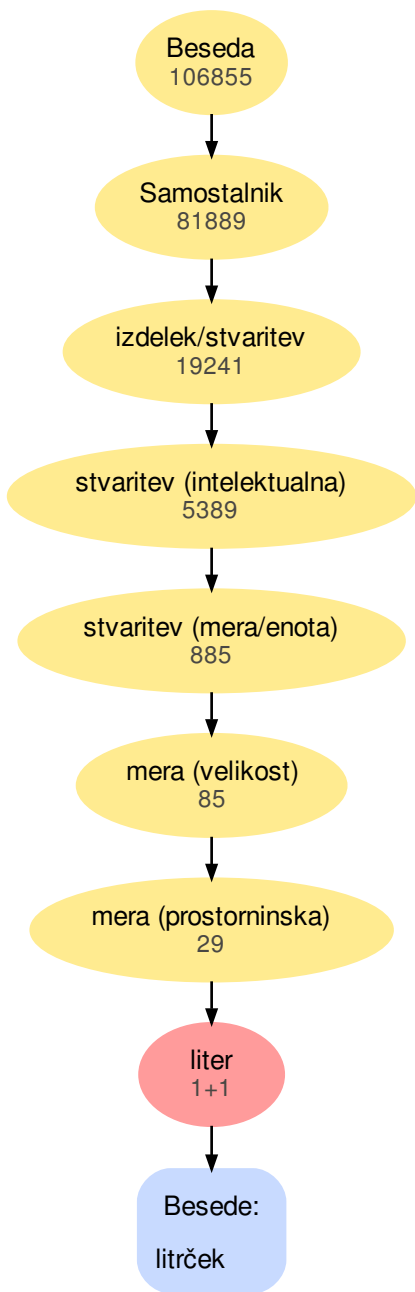 Beseda
106855
Samostalnik
81889
izdelek/stvaritev
19241
stvaritev (intelektualna)
5389
stvaritev (mera/enota)
885
mera (velikost)
85
mera (prostorninska)
29
liter
1+1
Besede:
litrček